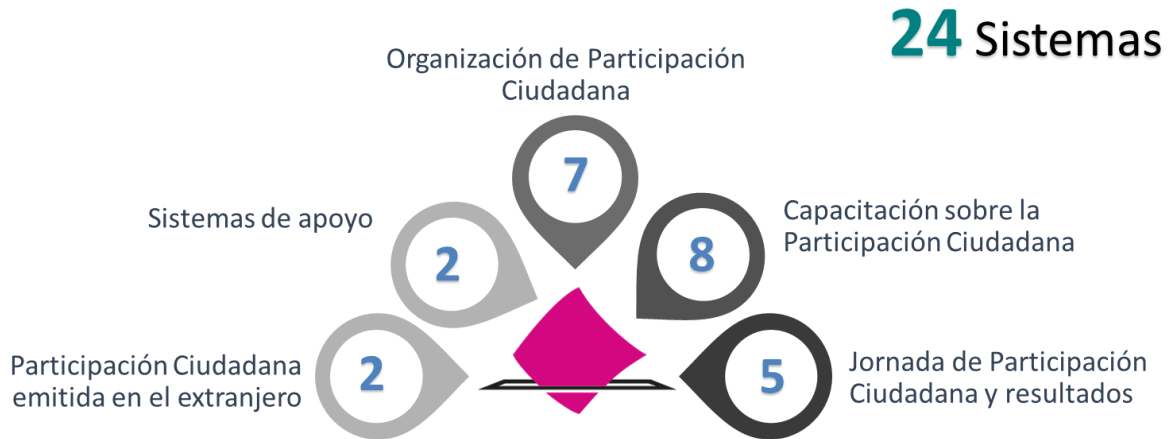 24 Sistemas
Organización de Participación
Ciudadana
7
Sistemas de apoyo
2
Capacitación sobre la
Participación Ciudadana
8
Participación Ciudadana
emitida en el extranjero
2
5
Jornada de Participación
Ciudadana y resultados